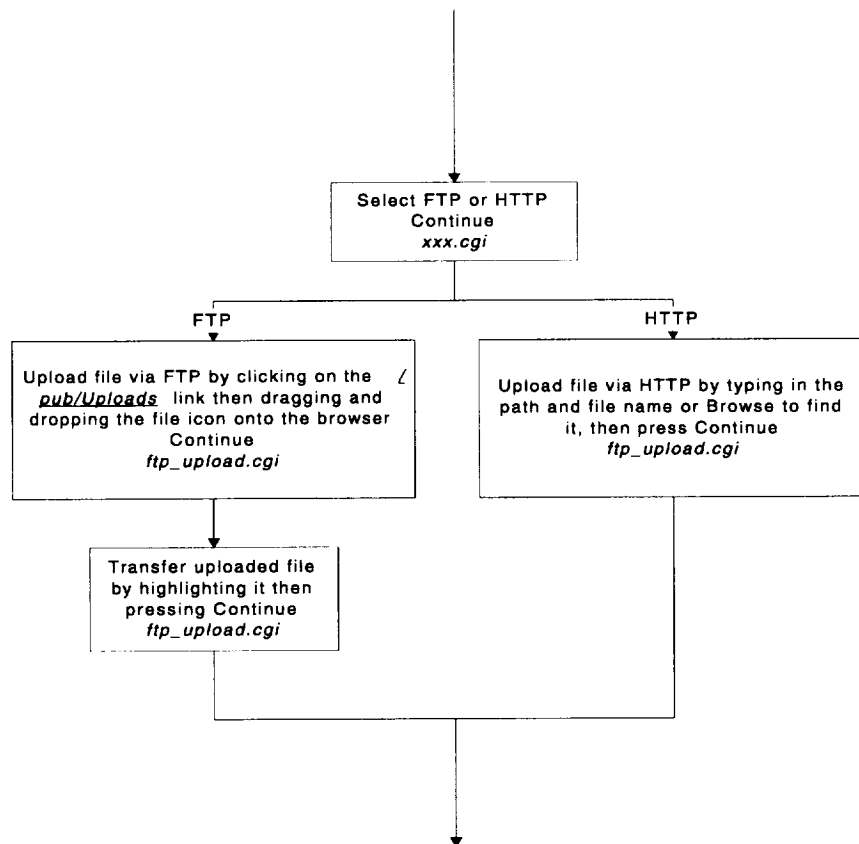 Select FTP or HTTP
Continue
xxx.cgi
FTP
HTTP
Upload file via FTP by clicking on the
pub/Uploads link then dragging and
dropping the file icon onto the browser
Continue
ftp_upload.cgi
Upload file via HTTP by typing in the
path and file name or Browse to find
it, then press Continue
ftp_upload.cgi
Transfer uploaded file
by highlighting it then
pressing Continue
ftp_upload.cgi